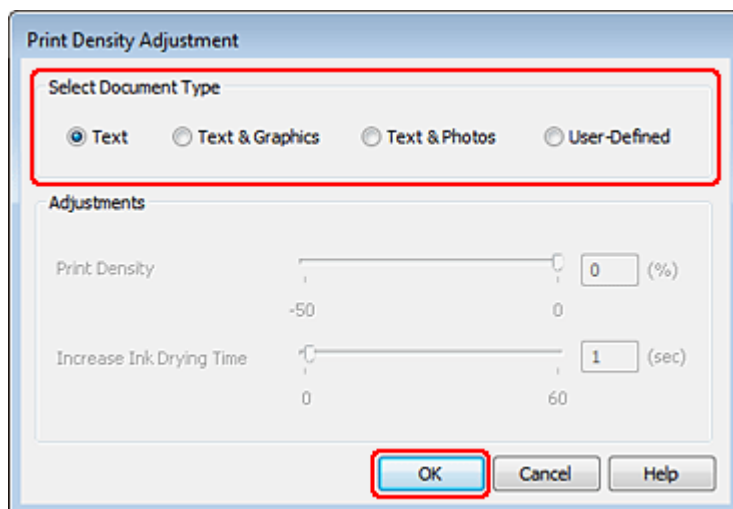 Print Density Adjustment
Select Document Type
Text Text & Graphics Text & Photos User-Defined
Adjustments
Print Density 0 (%)
-50 0
Increase Ink Drying Time 1 (sec)
0 60
OK Cancel Help